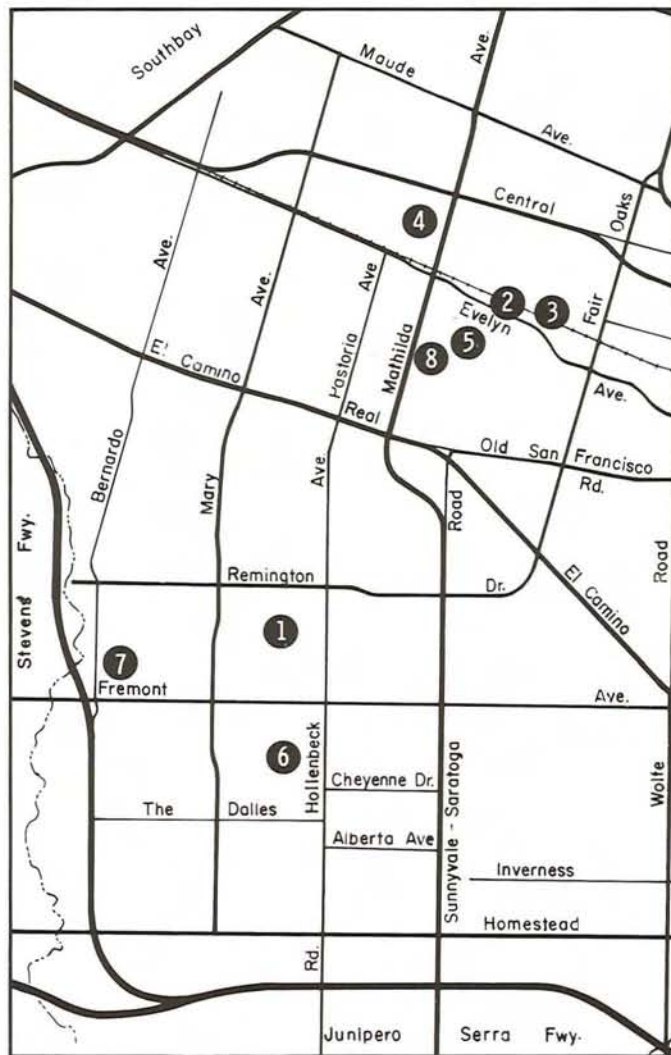 Southbay
Maude
Ave.
Ave.
Central
Oaks
Fair
4
2
3
Evelyn
5
8
Ave.
Ave.
Ave
Pastoria
Mathilda
El Camino
Real
Old San Francisco
Rd.
Ave.
Bernardo
Mary
Ave.
Road
El Camino
Road
Stevens Fwy.
Remington
Dr.
1
7
Fremont
Ave.
6
Hollenbeck
Cheyenne Dr.
The Dalles
Alberta Ave
Sunnyvale - Saratoga
Wolfe
Inverness
Homestead
Rd.
Junipero Serra Fwy.